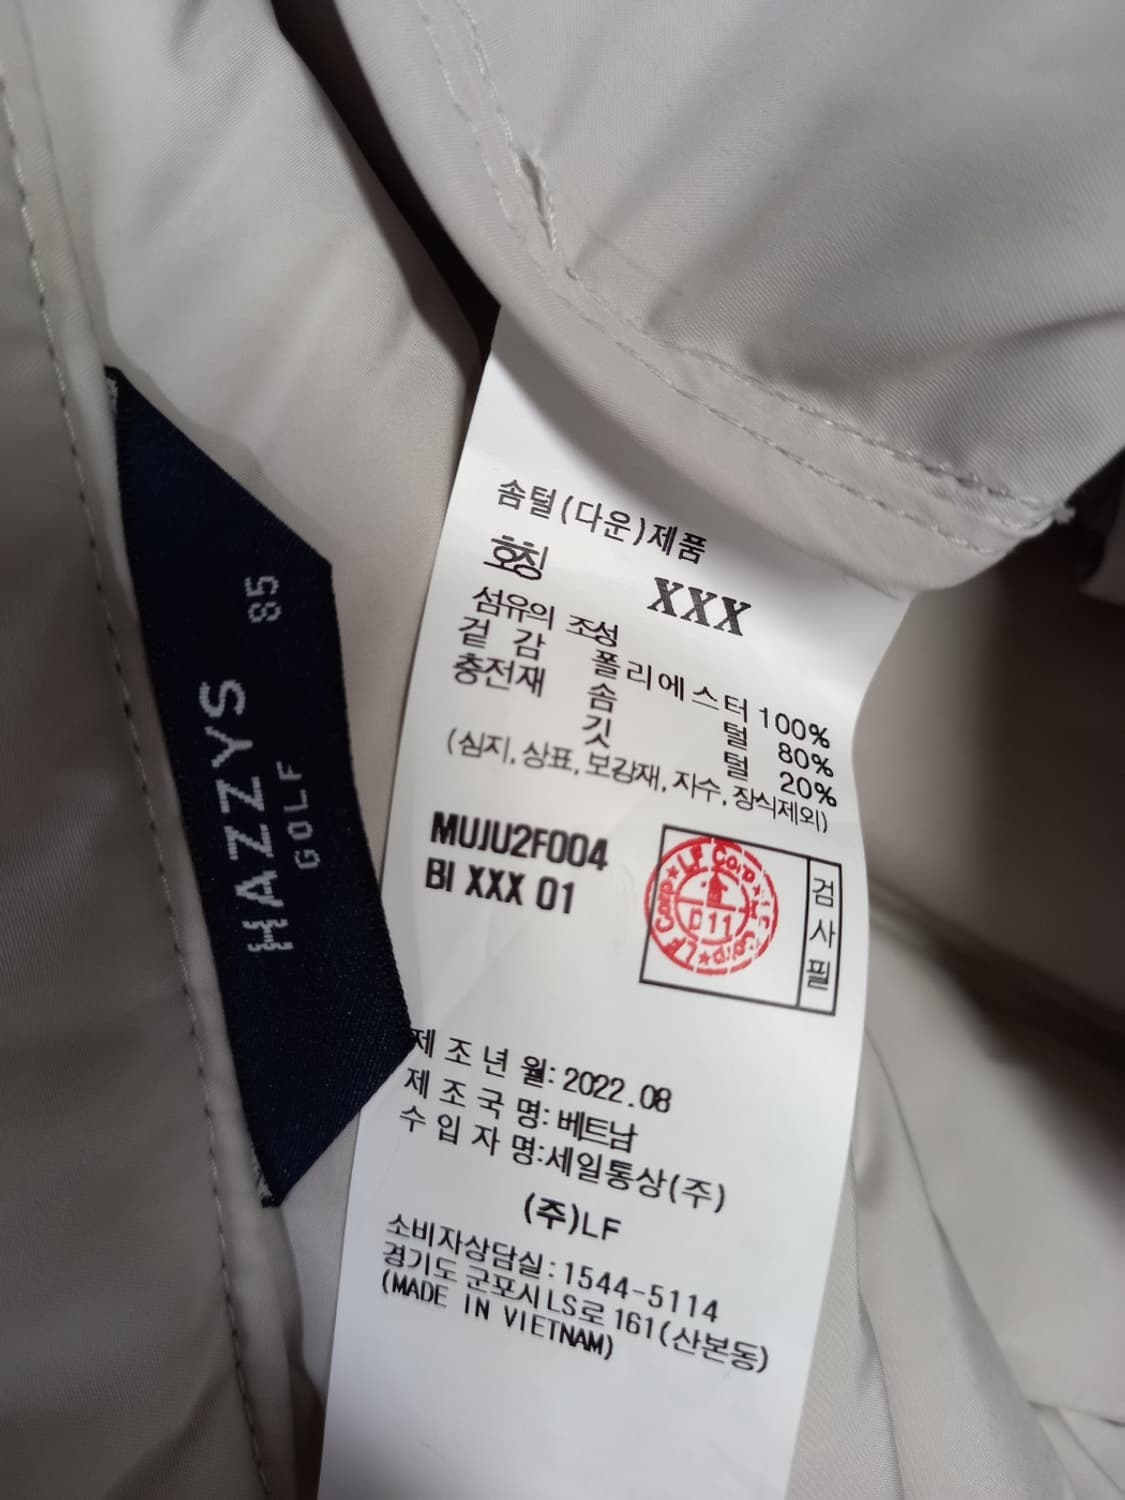 HAZZYS
GOLF
85
솜털(다운)제품
호칭 XXX
섬유의 조성
겉 감 폴리에스터 100%
충전재 솜 털 80%
깃 털 20%
(심지, 상표, 보강재, 자수, 장식제외)
MUJU2F004
BI XXX 01
LF Corp
011
검사필
제 조 년 월: 2022.08
제 조 국 명: 베트남
수 입 자 명:세일통상(주)
(주)LF
소비자상담실:1544-5114
경기도 군포시 LS로 161(산본동)
(MADE IN VIETNAM)